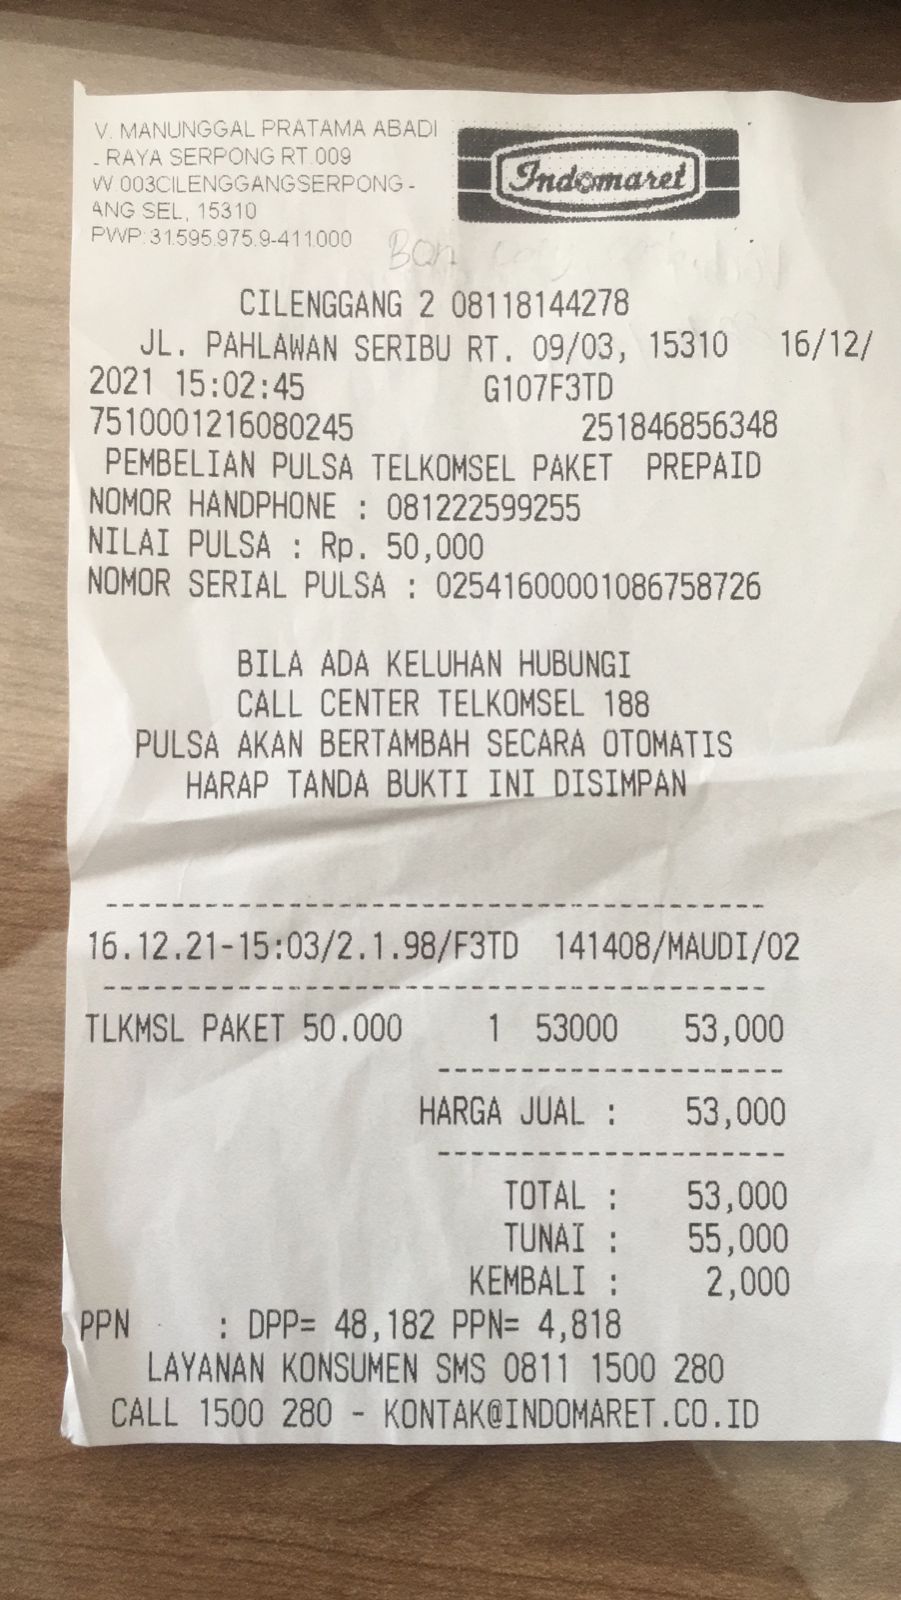 V. MANUNGGAL PRATAMA ABADI
. RAYA SERPONG RT.009
W.003CILENGGANGSERPONG -
ANG SEL, 15310
PWP:31.595.975.9-411.000
Indomaret
Bon
CILENGGANG 2 08118144278
JL. PAHLAWAN SERIBU RT. 09/03, 15310 16/12/
2021 15:02:45 G107F3TD
7510001216080245 251846856348
PEMBELIAN PULSA TELKOMSEL PAKET PREPAID
NOMOR HANDPHONE : 081222599255
NILAI PULSA : Rp. 50,000
NOMOR SERIAL PULSA : 02541600001086758726
BILA ADA KELUHAN HUBUNGI
CALL CENTER TELKOMSEL 188
PULSA AKAN BERTAMBAH SECARA OTOMATIS
HARAP TANDA BUKTI INI DISIMPAN
16.12.21-15:03/2.1.98/F3TD 141408/MAUDI/02
TLKMSL PAKET 50.000 1 53000 53,000
HARGA JUAL : 53,000
TOTAL : 53,000
TUNAI : 55,000
KEMBALI : 2,000
PPN : DPP= 48,182 PPN= 4,818
LAYANAN KONSUMEN SMS 0811 1500 280
CALL 1500 280 - KONTAK@INDOMARET.CO.ID